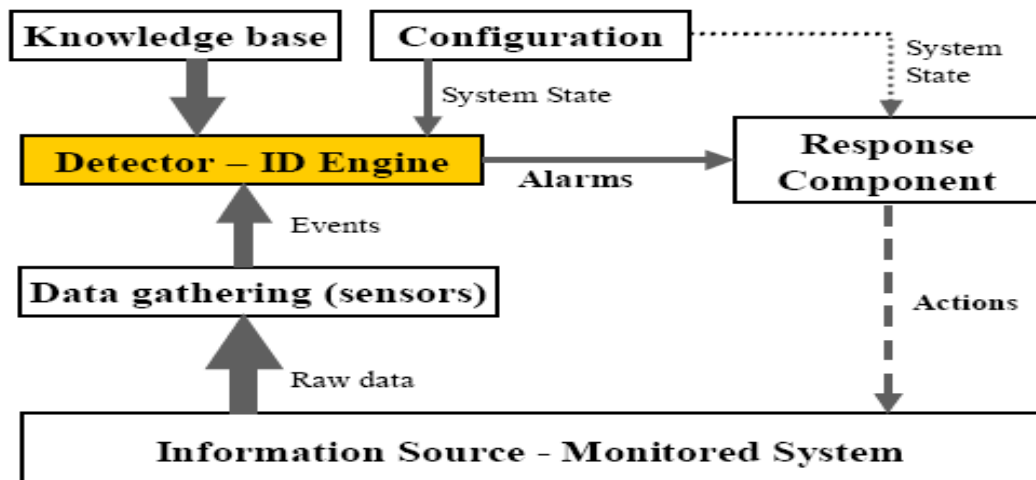 Knowledge base
Configuration
System
State
System State
Detector – ID Engine
Alarms
Response
Component
Events
Data gathering (sensors)
Actions
Raw data
Information Source - Monitored System